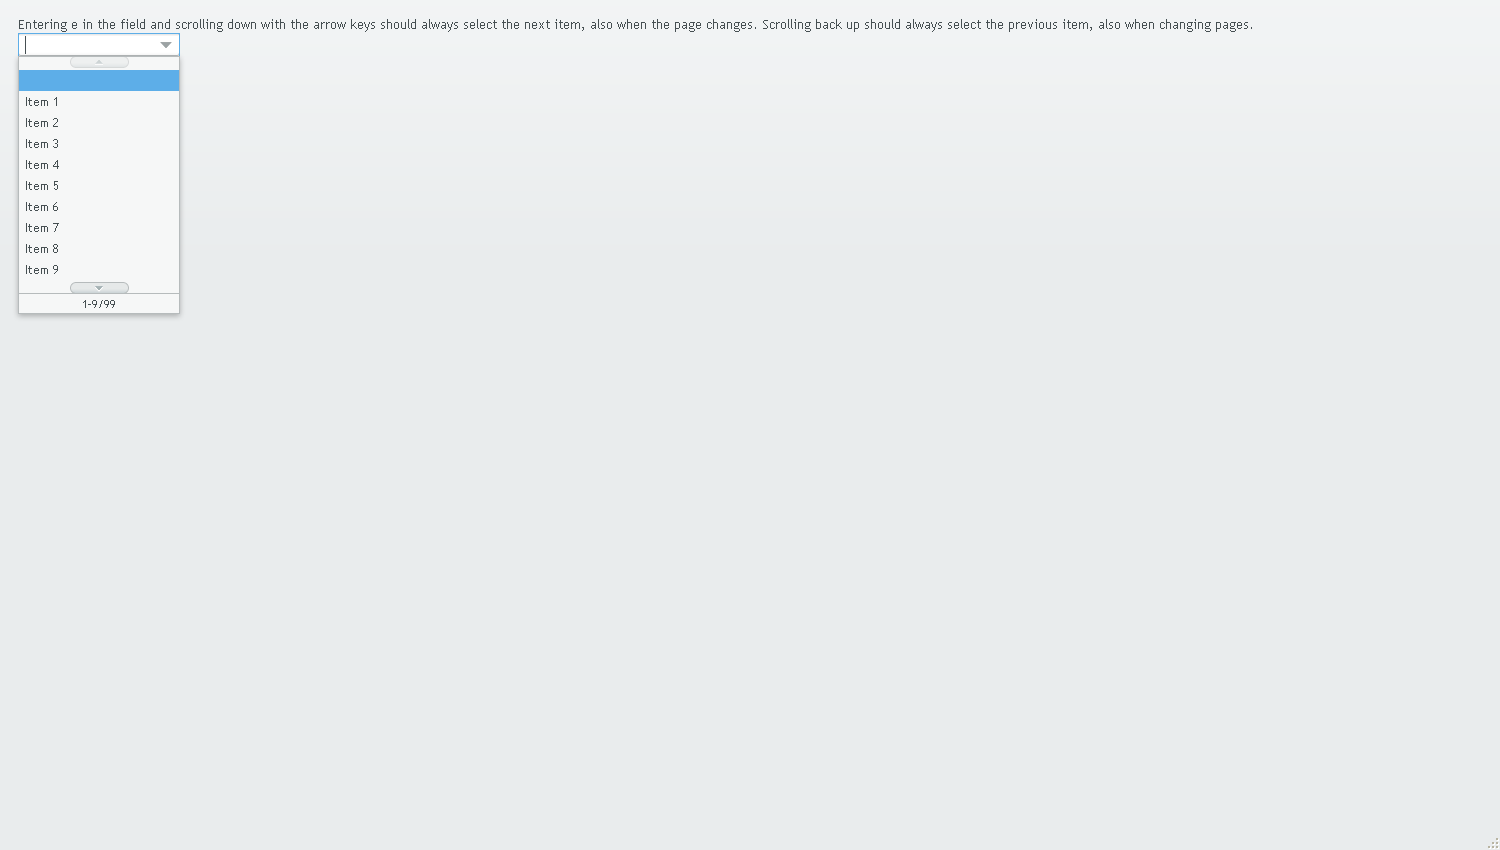 Entering e in the field and scrolling down with the arrow keys should always select the next item, also when the page changes. Scrolling back up should always select the previous item, also when changing pages.
Item 1
Item 2
Item 3
Item 4
Item 5
Item 6
Item 7
Item 8
Item 9
1-9/99